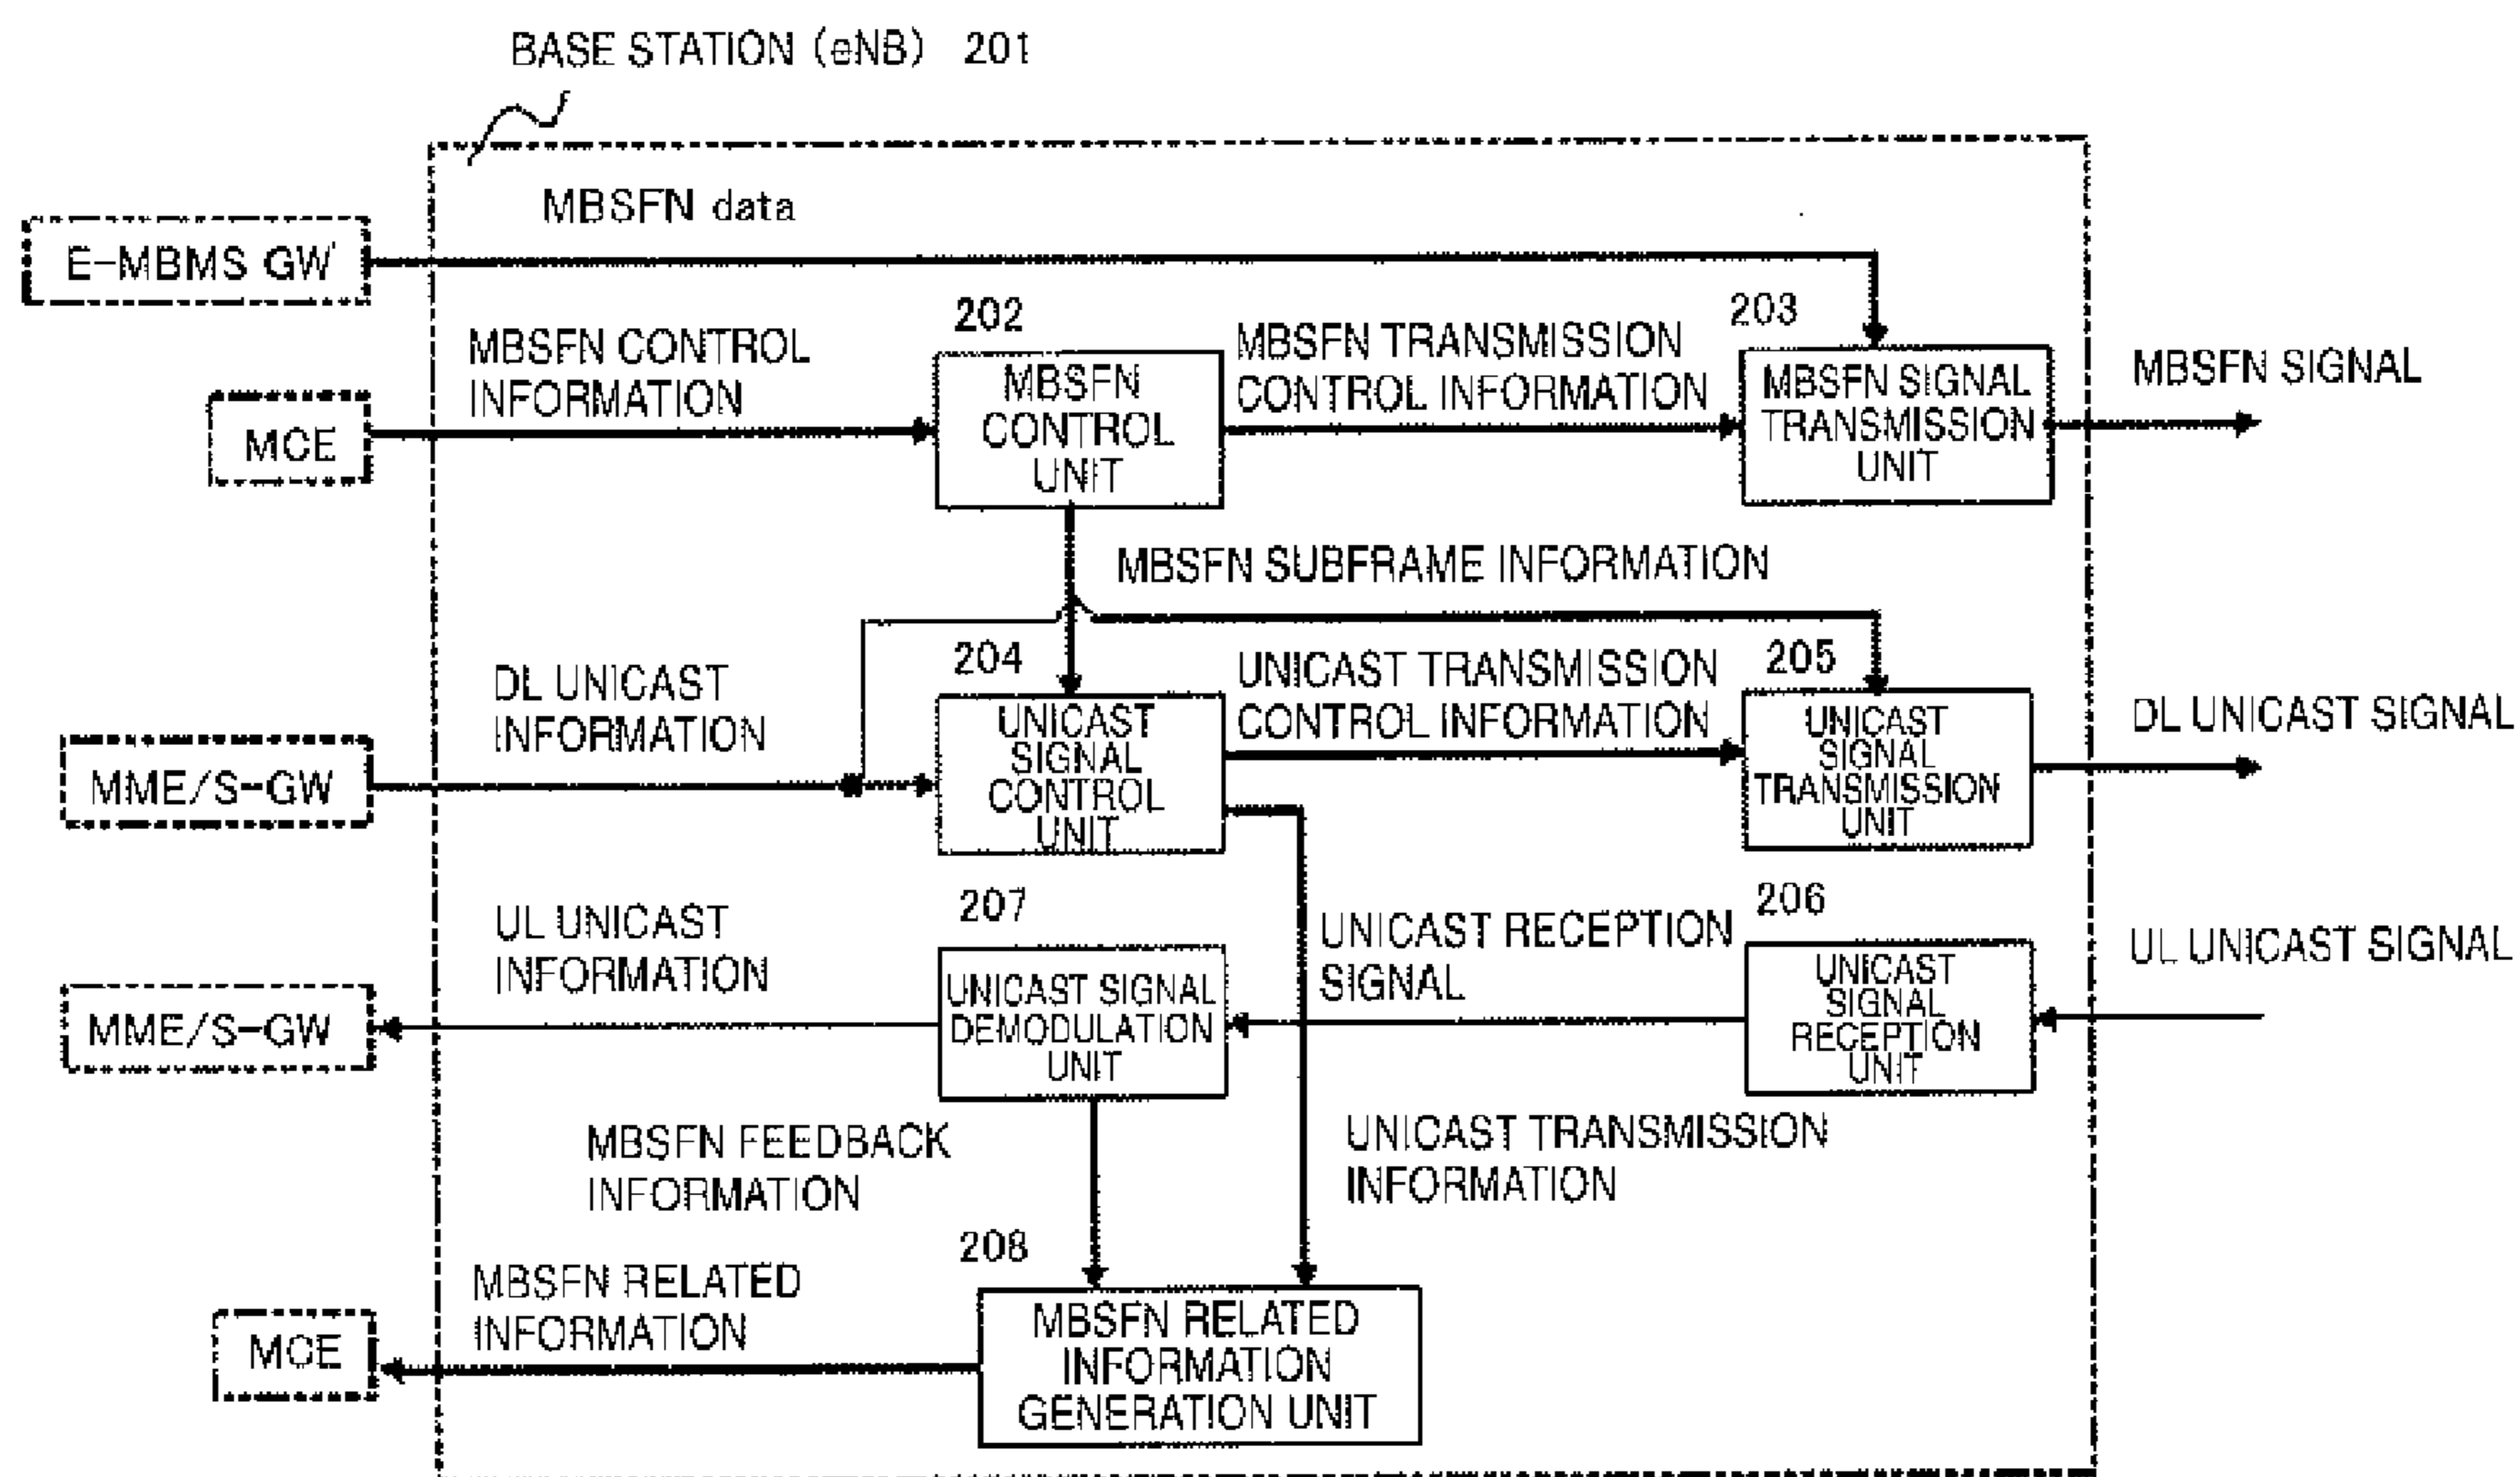 BASE STATION (eNB) 201
MBSFN data
E-MBMS GW
202
203
MBSFN CONTROL
INFORMATION
MBSFN TRANSMISSION
CONTROL INFORMATION
MCE
MBSFN
CONTROL
UNIT
MBSFN SIGNAL
TRANSMISSION
UNIT
MBSFN SIGNAL
MBSFN SUBFRAME INFORMATION
204
205
DL UNICAST
INFORMATION
UNICAST TRANSMISSION
CONTROL INFORMATION
MME/S-GW
UNICAST
SIGNAL
CONTROL
UNIT
UNICAST
SIGNAL
TRANSMISSION
UNIT
DL UNICAST SIGNAL
207
206
UL UNICAST
INFORMATION
UNICAST RECEPTION
SIGNAL
MME/S-GW
UNICAST SIGNAL
DEMODULATION
UNIT
UNICAST
SIGNAL
RECEPTION
UNIT
UL UNICAST SIGNAL
MBSFN FEEDBACK
INFORMATION
UNICAST TRANSMISSION
INFORMATION
208
MBSFN RELATED
INFORMATION
MCE
MBSFN RELATED
INFORMATION
GENERATION UNIT